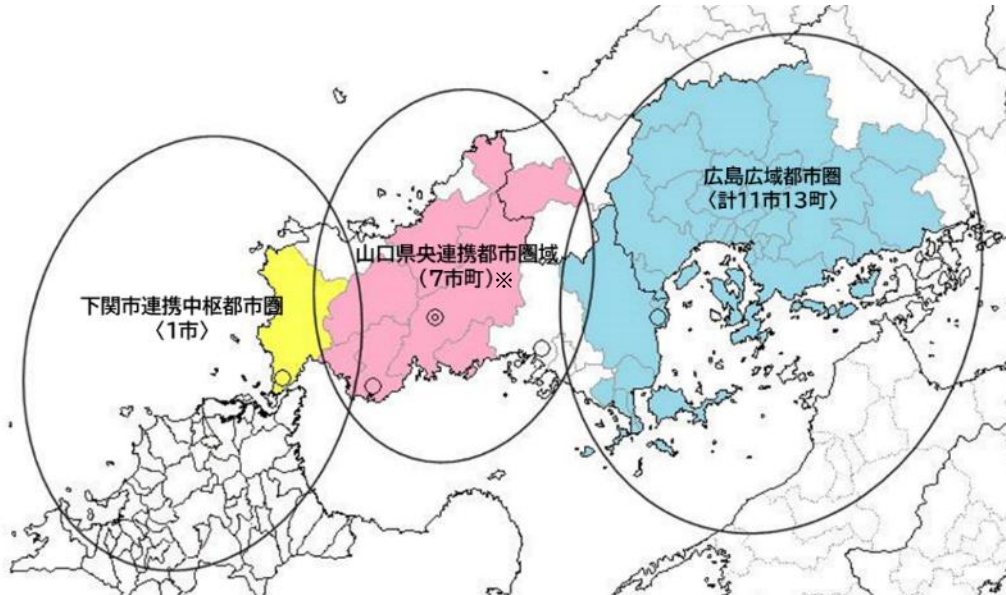 下関市連携中枢都市圏
〈1市〉
山口県央連携都市圏域
(7市町)※
広島広域都市圏
〈計11市13町〉